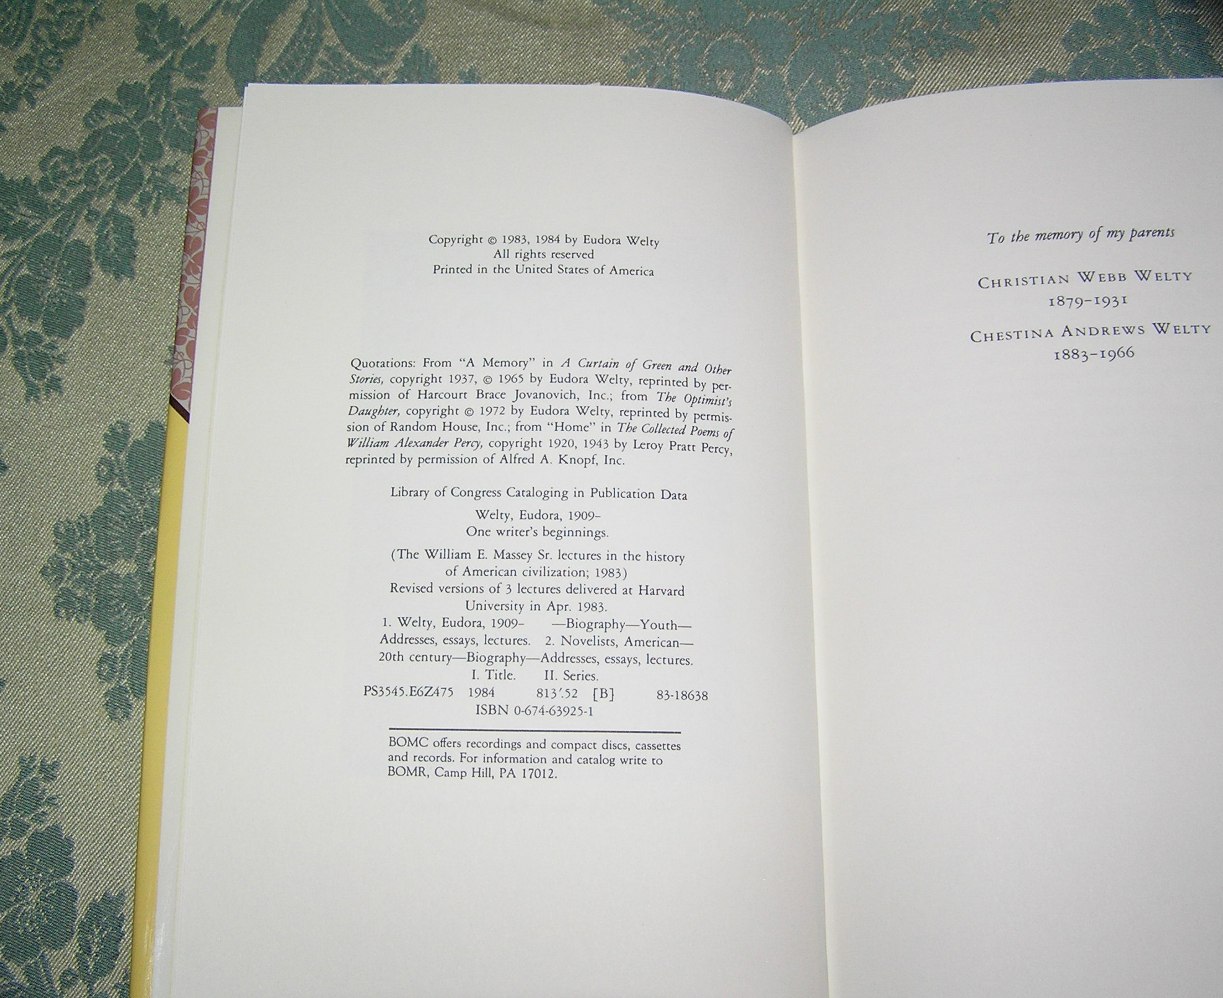 Copyright © 1983, 1984 by Eudora Welty
All rights reserved
Printed in the United States of America
Quotations: From “A Memory” in A Curtain of Green and Other
Stories, copyright 1937, © 1965 by Eudora Welty, reprinted by per-
mission of Harcourt Brace Jovanovich, Inc.; from The Optimist's
Daughter, copyright © 1972 by Eudora Welty, reprinted by permis-
sion of Random House, Inc.; from “Home” in The Collected Poems of
William Alexander Percy, copyright 1920, 1943 by Leroy Pratt Percy,
reprinted by permission of Alfred A. Knopf, Inc.
Library of Congress Cataloging in Publication Data
Welty, Eudora, 1909–
One writer's beginnings.
(The William E. Massey Sr. lectures in the history
of American civilization; 1983)
Revised versions of 3 lectures delivered at Harvard
University in Apr. 1983.
1. Welty, Eudora, 1909– —Biography—Youth—
Addresses, essays, lectures. 2. Novelists, American—
20th century—Biography—Addresses, essays, lectures.
I. Title. II. Series.
PS3545.E6Z475 1984 813'.52 [B] 83-18638
ISBN 0-674-63925-1
BOMC offers recordings and compact discs, cassettes
and records. For information and catalog write to
BOMR, Camp Hill, PA 17012.
To the memory of my parents
CHRISTIAN WEBB WELTY
1879–1931
CHESTINA ANDREWS WELTY
1883–1966